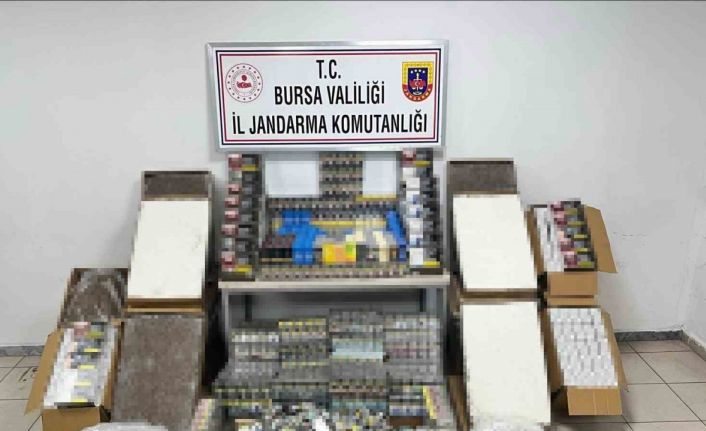 T.C.
BURSA VALİLİĞİ
İL JANDARMA KOMUTANLIĞI